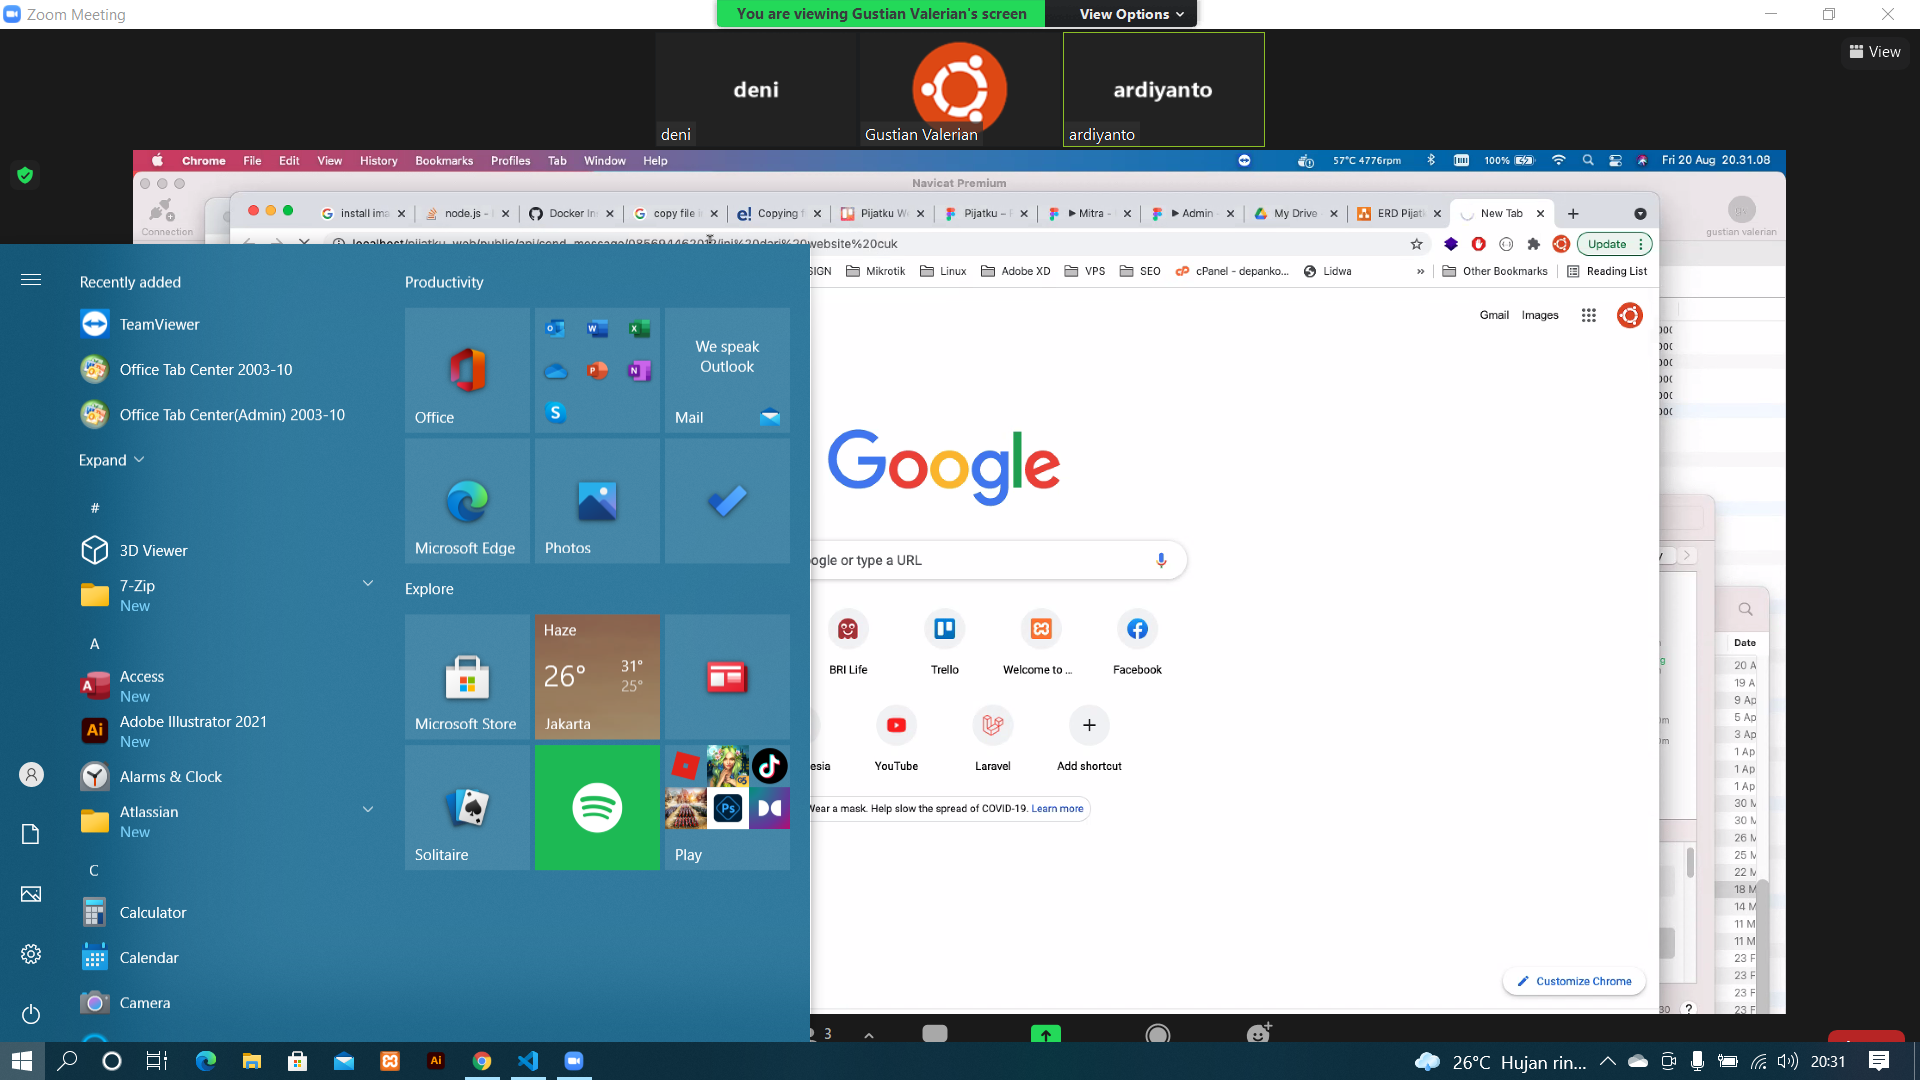 Zoom Meeting
You are viewing Gustian Valerian's screen
View Options
View
deni
deni
Gustian Valerian
ardiyanto
ardiyanto
Chrome File Edit View History Bookmarks Profiles Tab Window Help
57°C 4776rpm 100% Fri 20 Aug 20.31.08
Navicat Premium
Connection
gustian valerian
install ima
node.js -
Docker In
copy file i
Copying f
Pijatku W
Pijatku – P
Mitra -
Admin -
My Drive
ERD Pijat
New Tab
website%20cuk
Update
SIGN Mikrotik Linux Adobe XD VPS SEO cPanel - depanko... Lidwa » Other Bookmarks Reading List
Gmail Images
Google
ogle or type a URL
BRI Life
Trello
Welcome to ...
Facebook
esia
YouTube
Laravel
Add shortcut
Wear a mask. Help slow the spread of COVID-19. Learn more
Customize Chrome
Date
20 A
19 A
9 Ap
5 Ap
3 Ap
1 Ap
1 Ap
1 Ap
30 M
30 M
26 M
25 M
22 M
18 M
14 M
11 M
11 M
23 F
23 F
23 F
23 F
30 ?
Recently added
TeamViewer
Office Tab Center 2003-10
Office Tab Center(Admin) 2003-10
Expand
#
3D Viewer
7-Zip
New
A
Access
New
Adobe Illustrator 2021
New
Alarms & Clock
Atlassian
New
C
Calculator
Calendar
Camera
Productivity
Office
We speak
Outlook
Mail
Microsoft Edge
Photos
Explore
Microsoft Store
Haze
26° 31°
25°
Jakarta
Solitaire
Play
3
26°C Hujan rin...
20:31